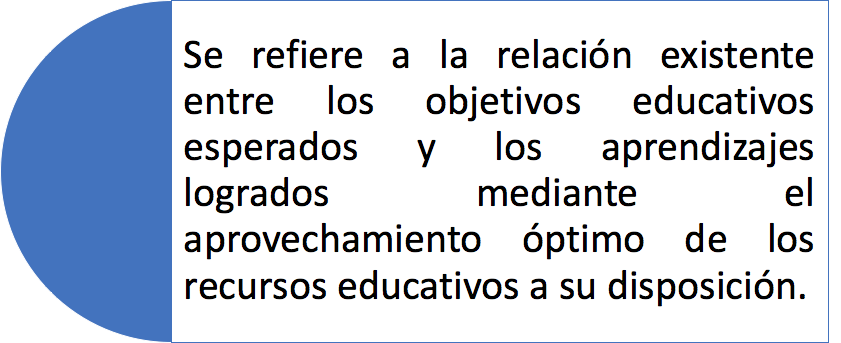 Se refiere a la relación existente
entre los objetivos educativos
esperados y los aprendizajes
logrados mediante el
aprovechamiento óptimo de los
recursos educativos a su disposición.